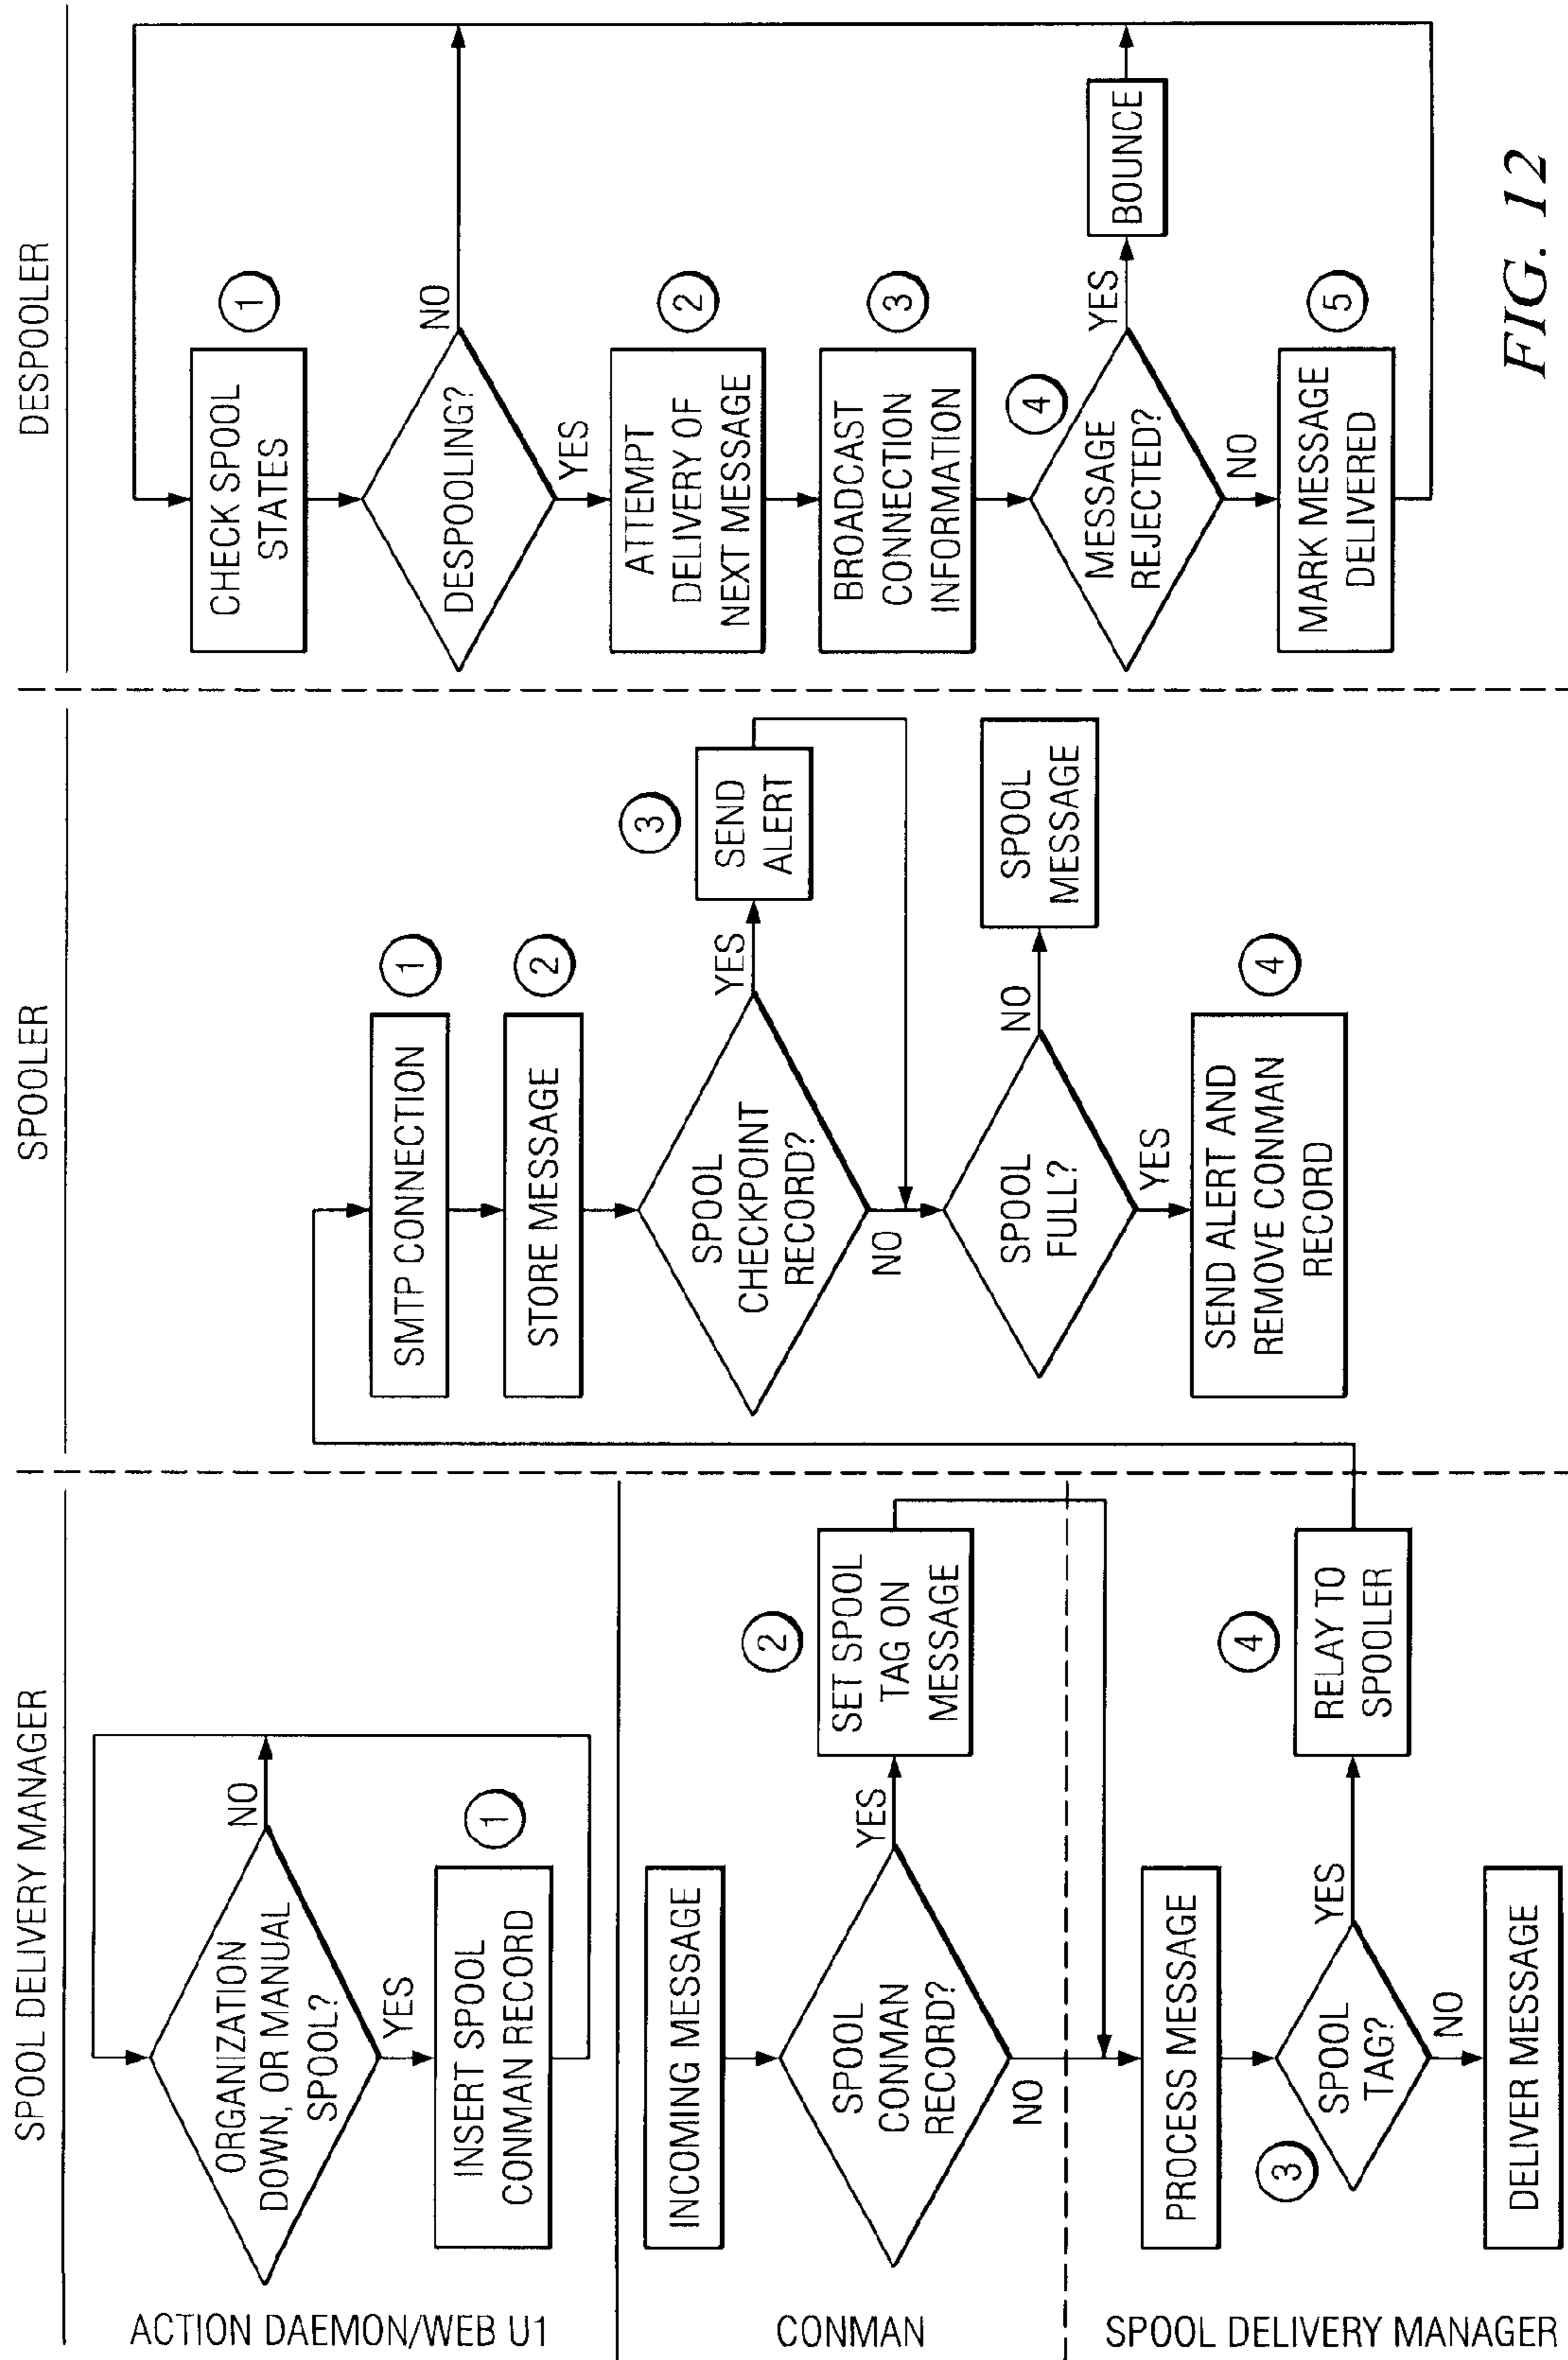 SPOOL DELIVERY MANAGER
ACTION DAEMON/WEB U1
ORGANIZATION
DOWN, OR MANUAL
SPOOL?
NO
YES
INSERT SPOOL
CONMAN RECORD
1
CONMAN
INCOMING MESSAGE
SPOOL
CONMAN
RECORD?
YES
NO
2
SET SPOOL
TAG ON
MESSAGE
SPOOL DELIVERY MANAGER
PROCESS MESSAGE
3
SPOOL
TAG?
YES
NO
4
RELAY TO
SPOOLER
DELIVER MESSAGE
SPOOLER
SMTP CONNECTION
1
STORE MESSAGE
2
SPOOL
CHECKPOINT
RECORD?
YES
NO
3
SEND
ALERT
SPOOL
FULL?
NO
YES
SPOOL
MESSAGE
SEND ALERT AND
REMOVE CONMAN
RECORD
4
DESPOOLER
CHECK SPOOL
STATES
1
DESPOOLING?
NO
YES
ATTEMPT
DELIVERY OF
NEXT MESSAGE
2
BROADCAST
CONNECTION
INFORMATION
3
MESSAGE
REJECTED?
4
YES
NO
BOUNCE
MARK MESSAGE
DELIVERED
5
FIG. 12